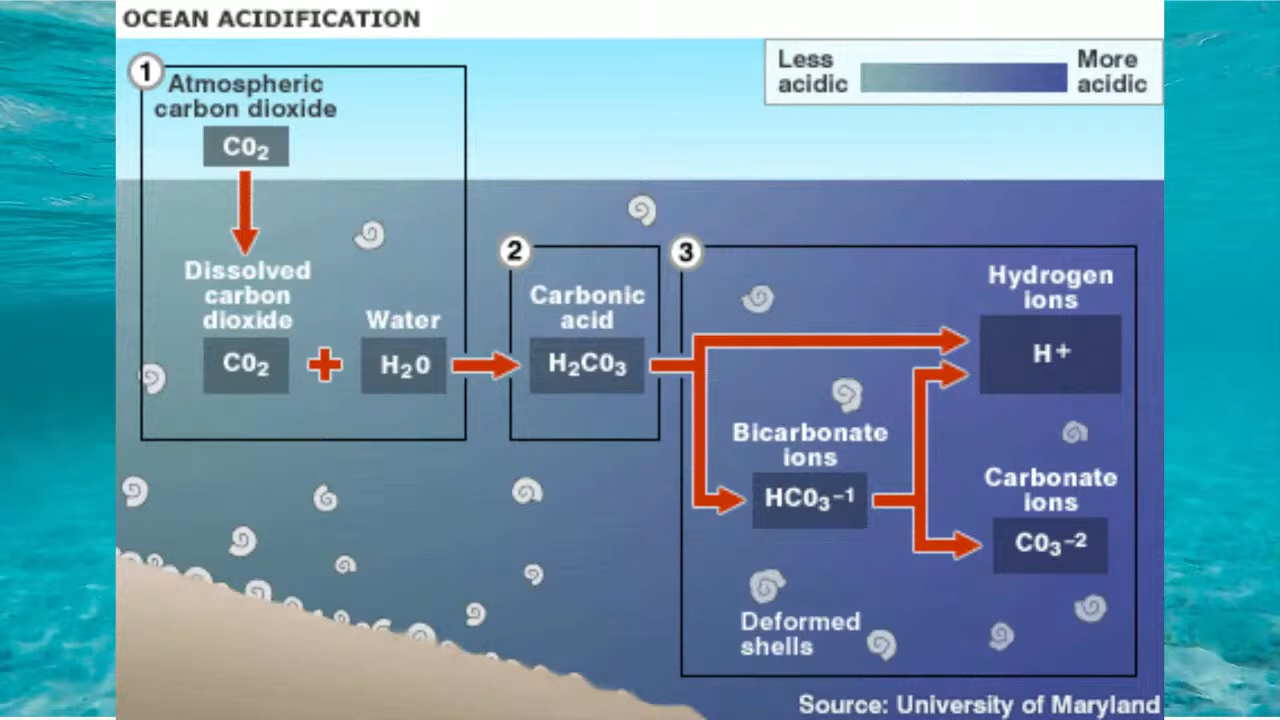 OCEAN ACIDIFICATION
Less
acidic
More
acidic
1
Atmospheric
carbon dioxide
C0₂
Dissolved
carbon
dioxide
C0₂
+
Water
H₂0
2
Carbonic
acid
H₂C0₃
3
Hydrogen
ions
H⁺
Bicarbonate
ions
HC0₃⁻¹
Carbonate
ions
C0₃⁻²
Deformed
shells
Source: University of Maryland